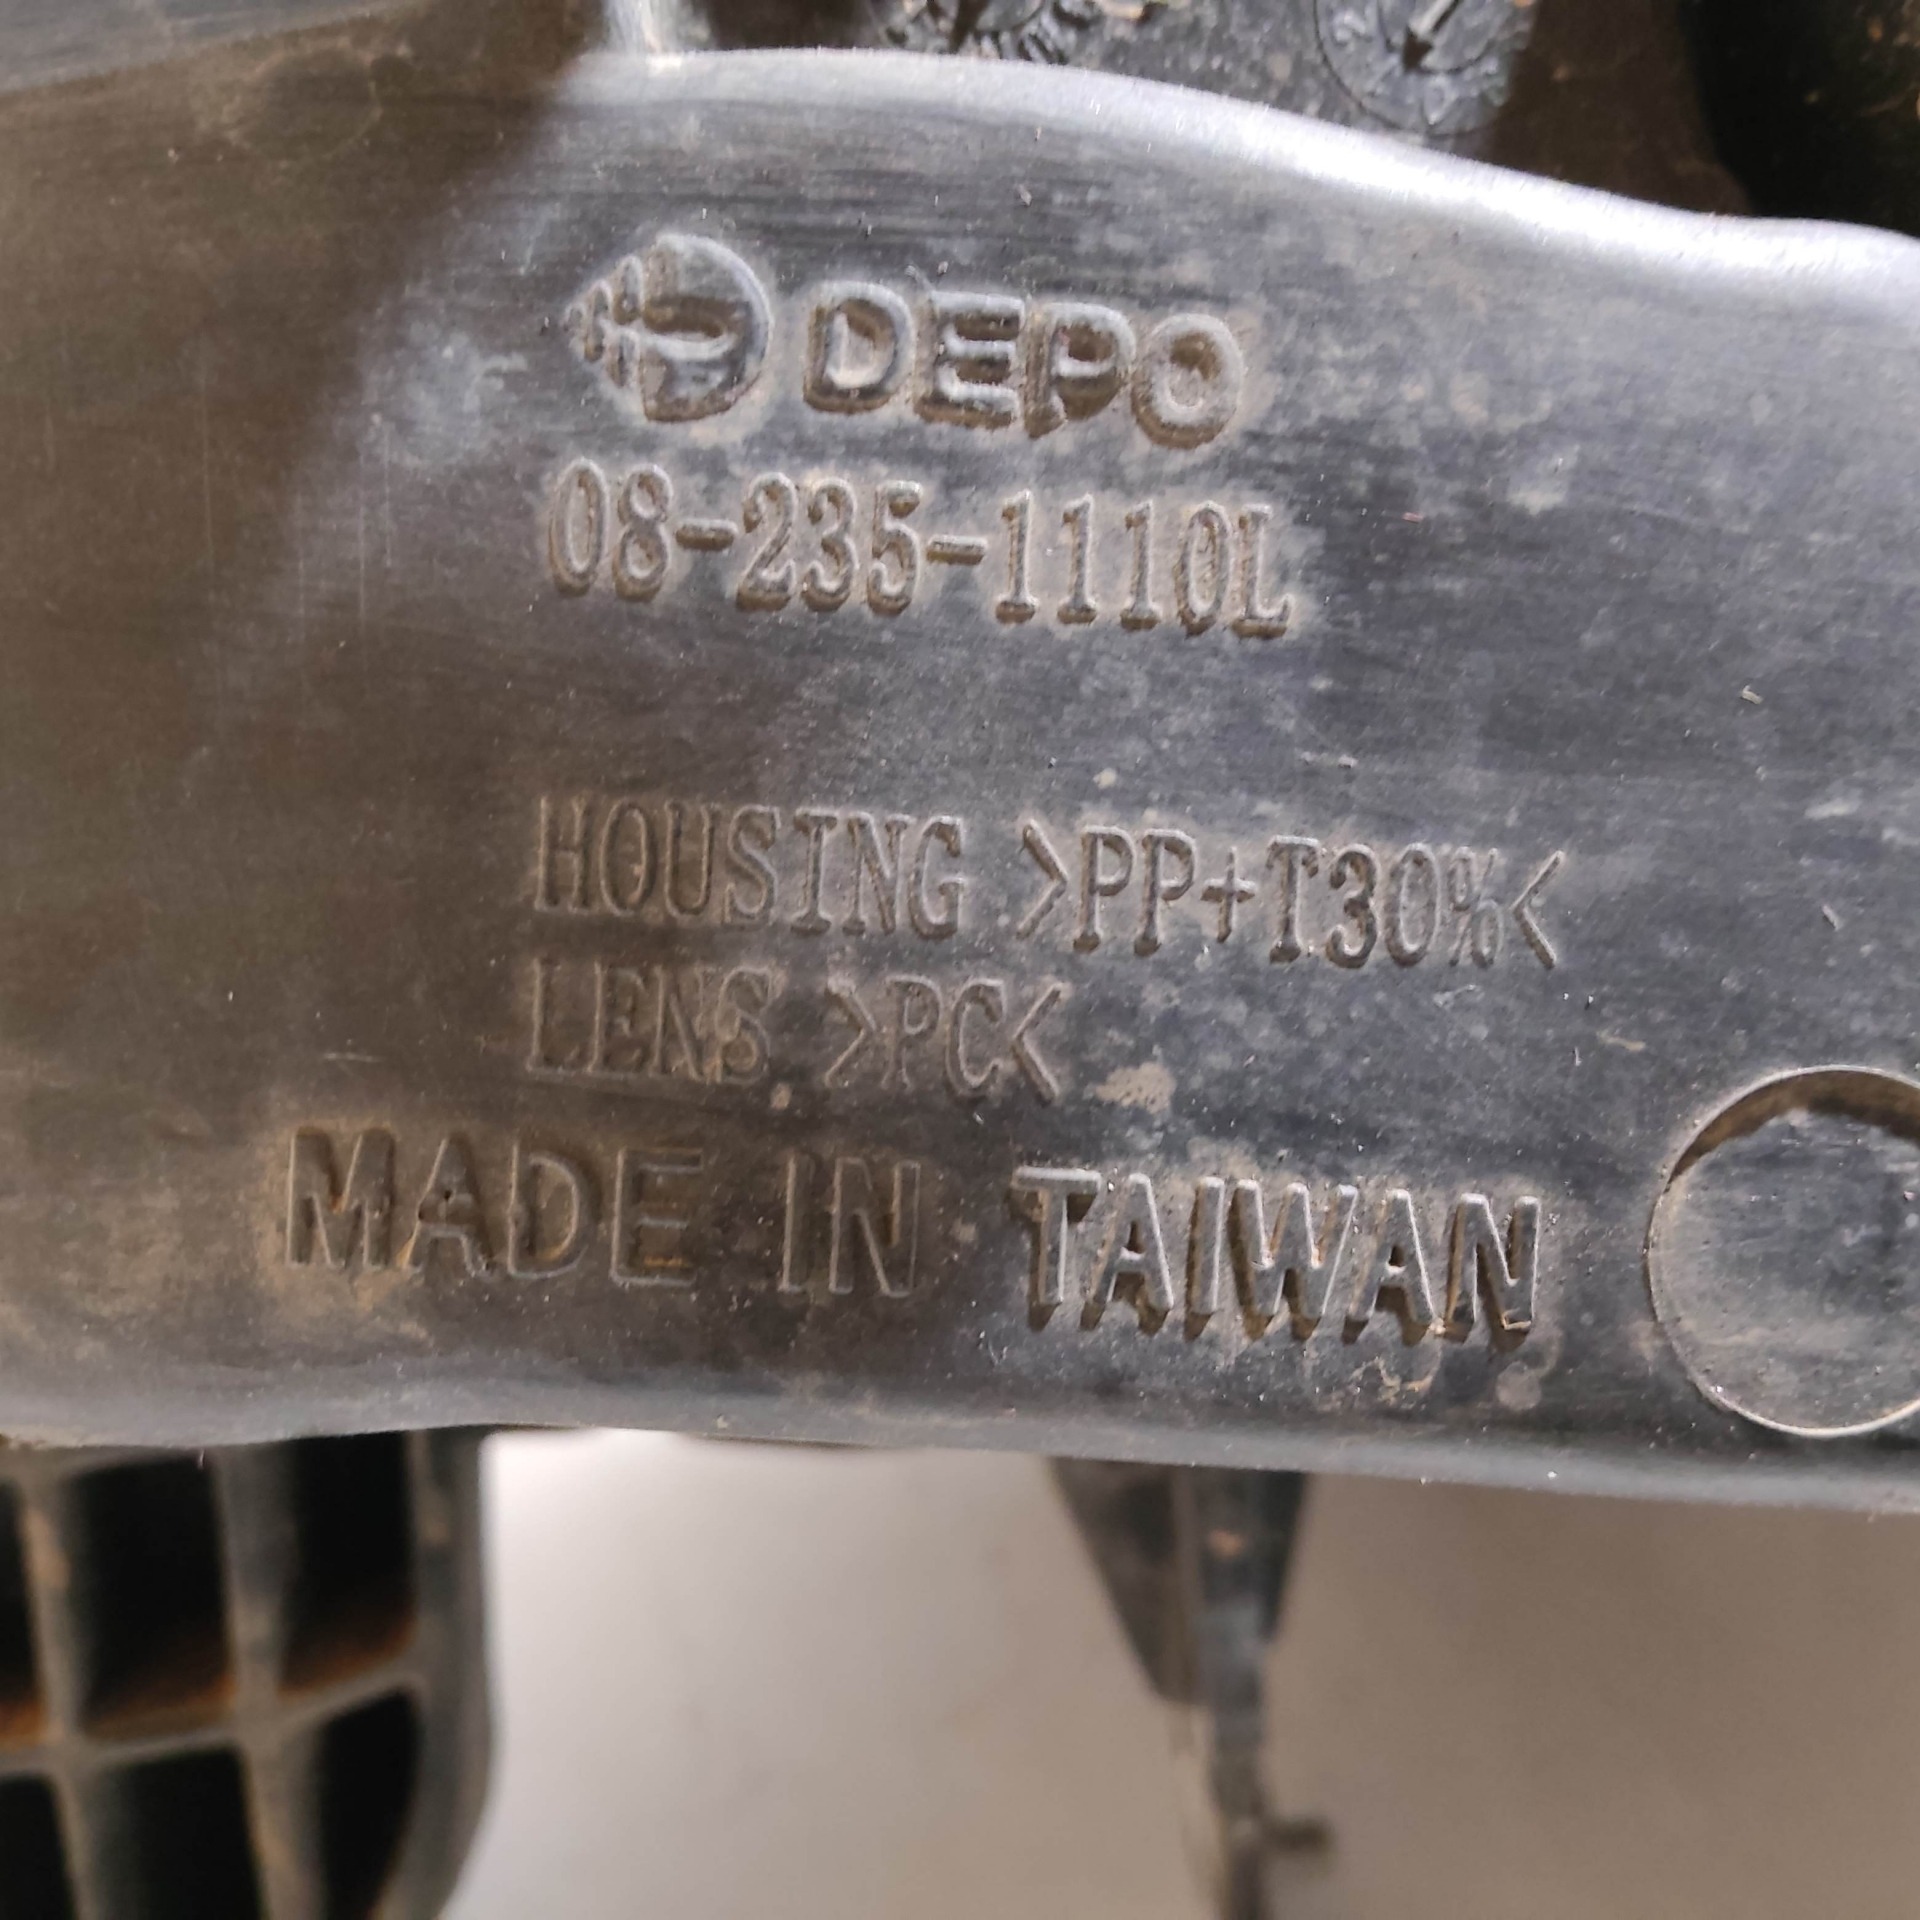 DEPO
08-235-1110L
HOUSING >PP+T30%<
LENS >PC<
MADE IN TAIWAN